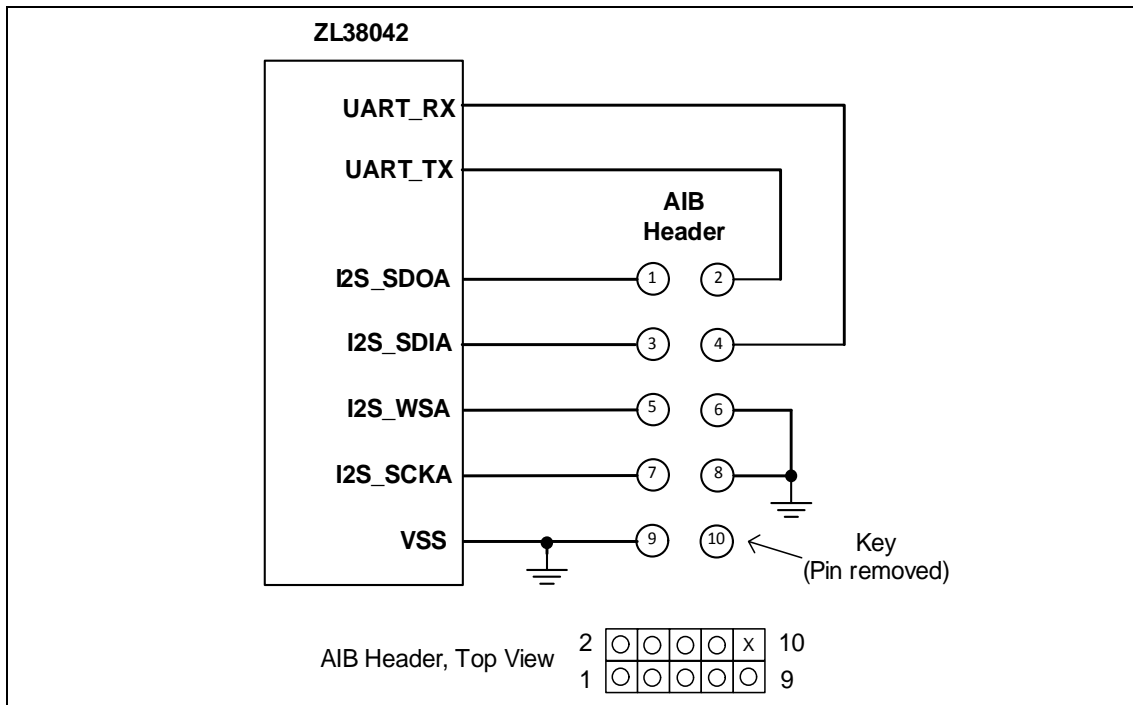 ZL38042
UART_RX
UART_TX
AIB
Header
I2S_SDOA 1 2
I2S_SDIA 3 4
I2S_WSA 5 6
I2S_SCKA 7 8
VSS 9 10
Key
(Pin removed)
AIB Header, Top View
2 X 10
1 9